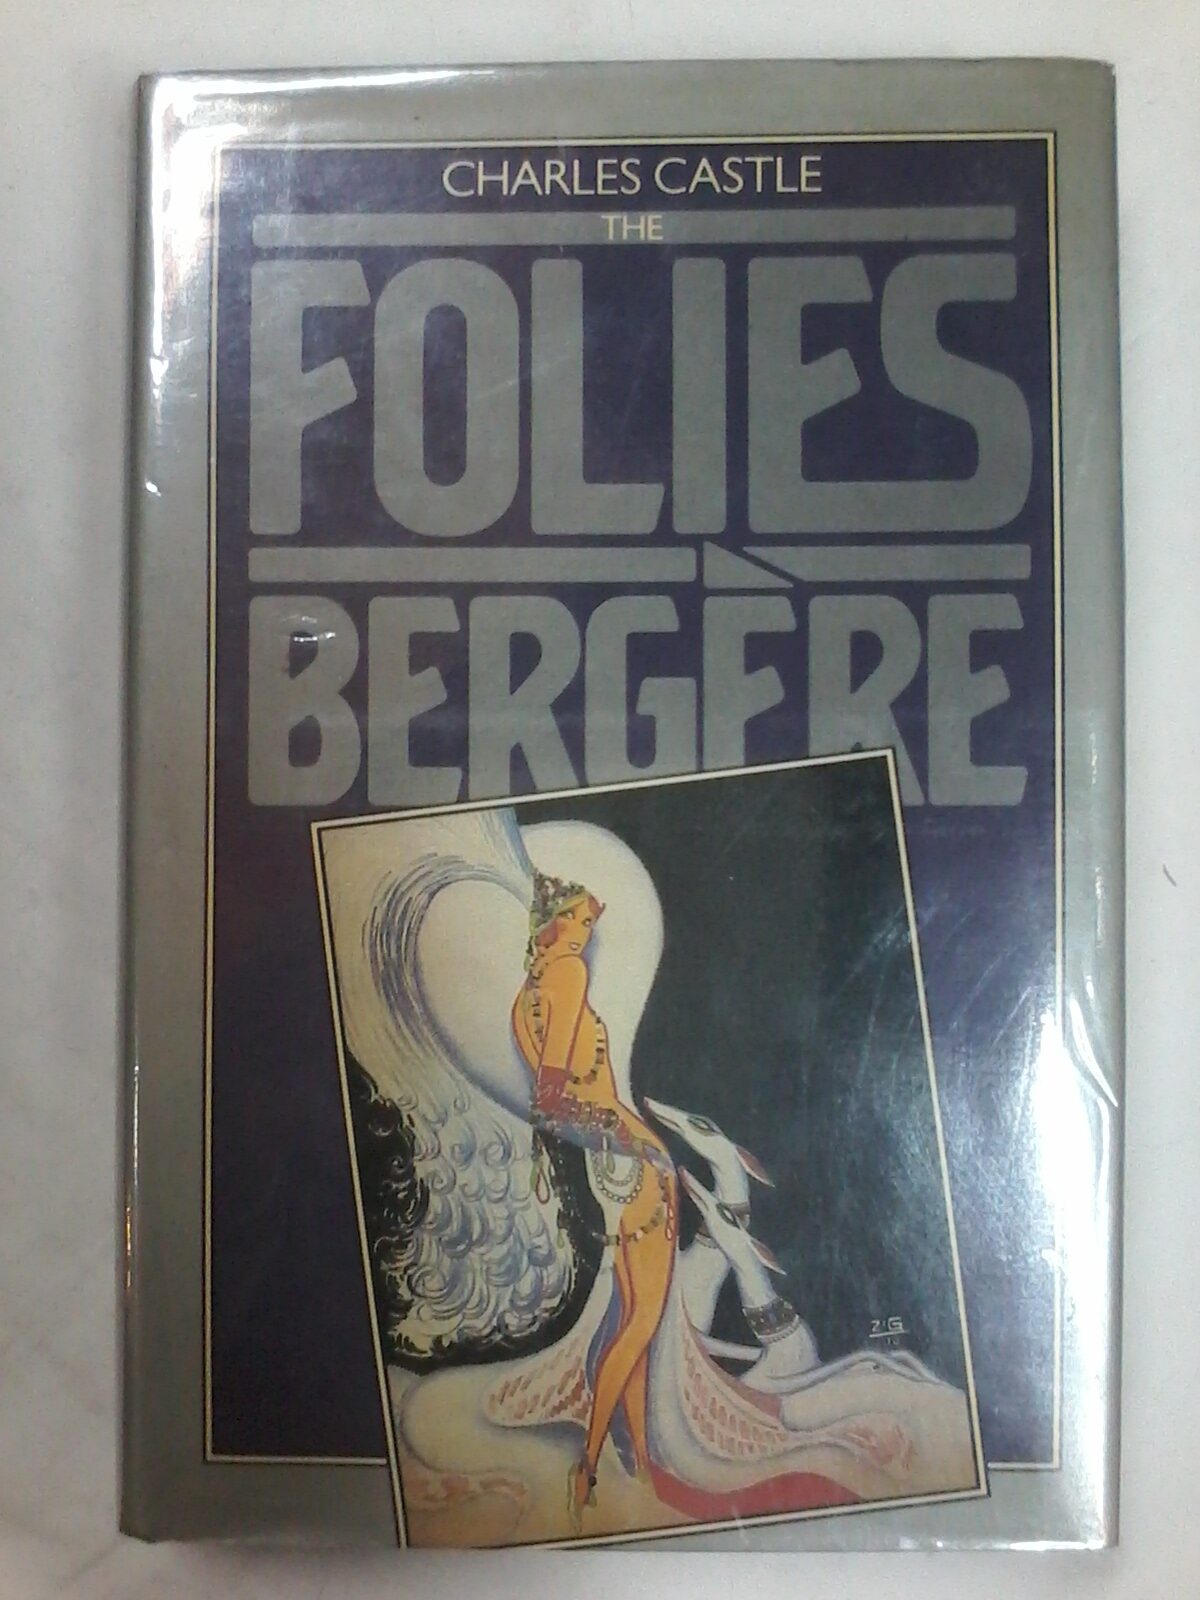 CHARLES CASTLE
THE
FOLIES
BERGÈRE
Z·G